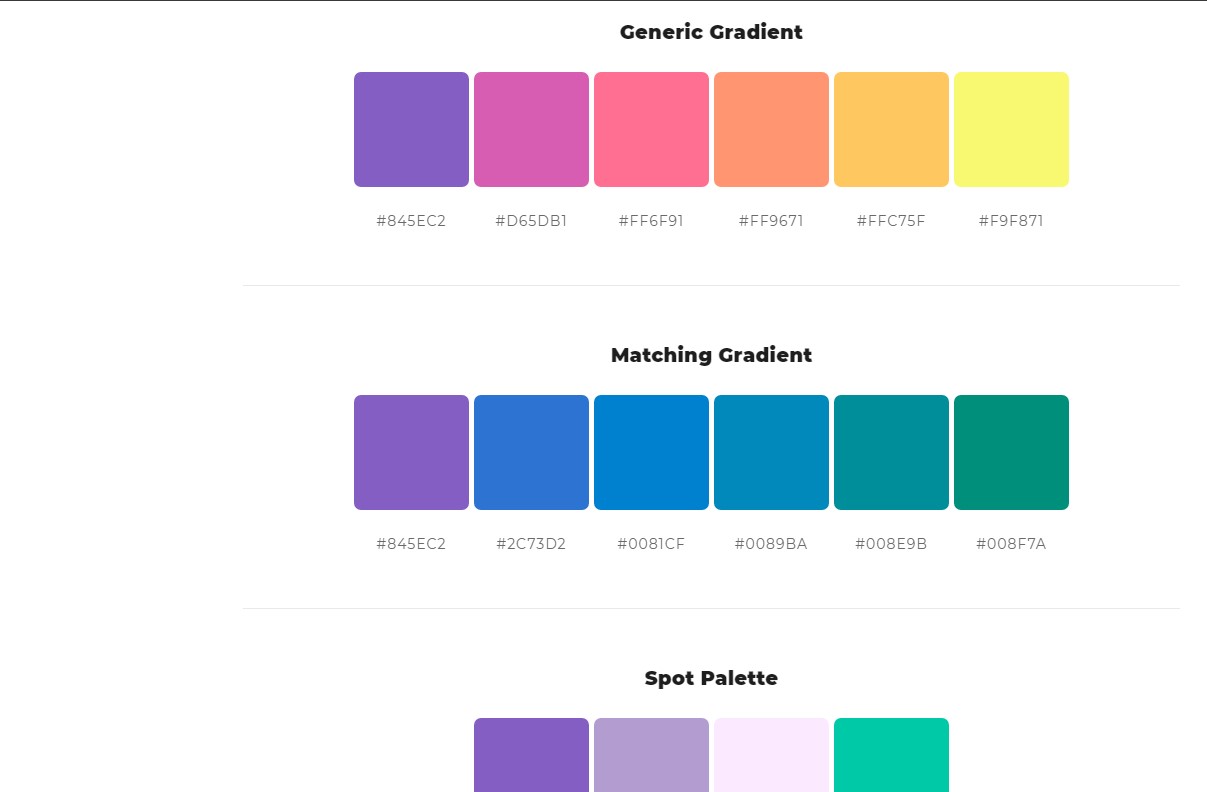 Generic Gradient
#845EC2 #D65DB1 #FF6F91 #FF9671 #FFC75F #F9F871
Matching Gradient
#845EC2 #2C73D2 #0081CF #0089BA #008E9B #008F7A
Spot Palette